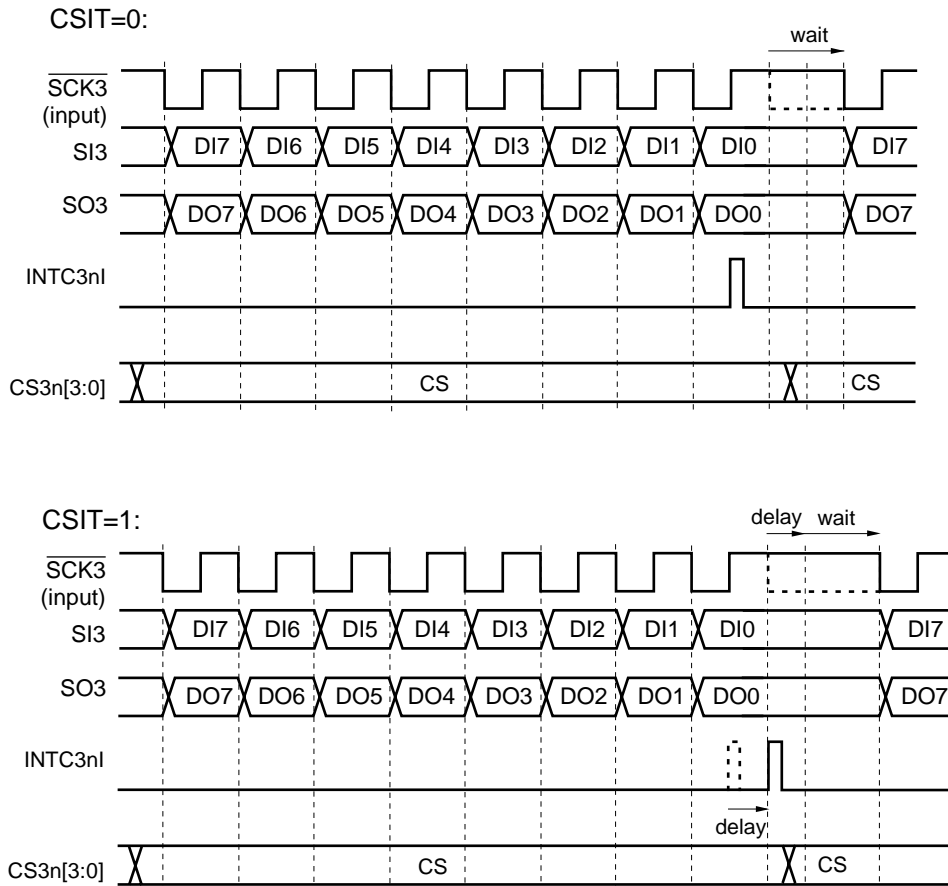 CSIT=0:
wait
SCK3
(input)
SI3 DI7 DI6 DI5 DI4 DI3 DI2 DI1 DI0 DI7
SO3 DO7 DO6 DO5 DO4 DO3 DO2 DO1 DO0 DO7
INTC3nI
CS3n[3:0] CS CS
CSIT=1:
delay wait
SCK3
(input)
SI3 DI7 DI6 DI5 DI4 DI3 DI2 DI1 DI0 DI7
SO3 DO7 DO6 DO5 DO4 DO3 DO2 DO1 DO0 DO7
INTC3nI
delay
CS3n[3:0] CS CS